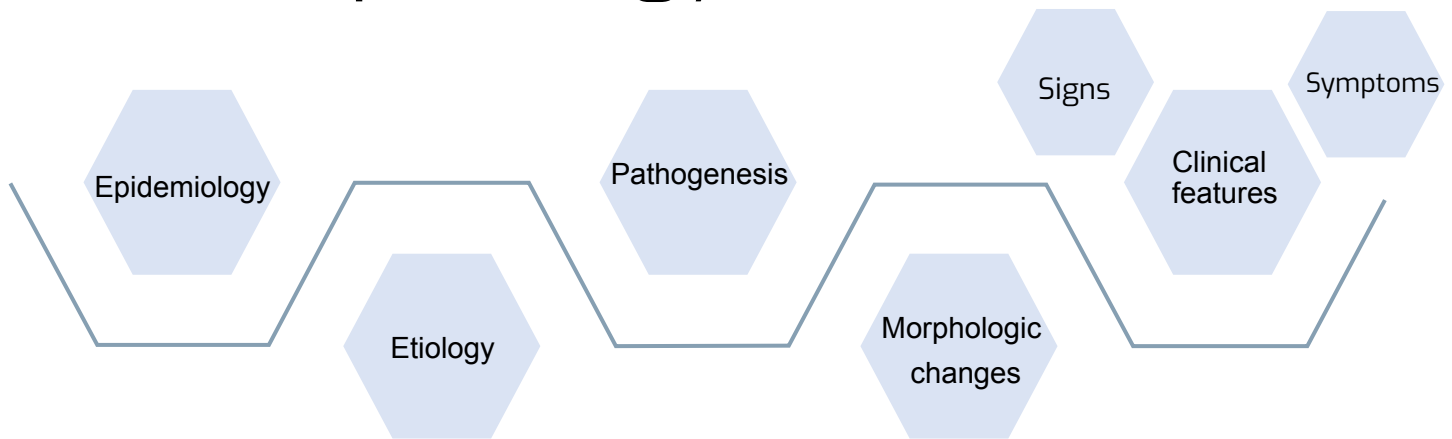 Epidemiology
Etiology
Pathogenesis
Morphologic
changes
Signs
Symptoms
Clinical
features